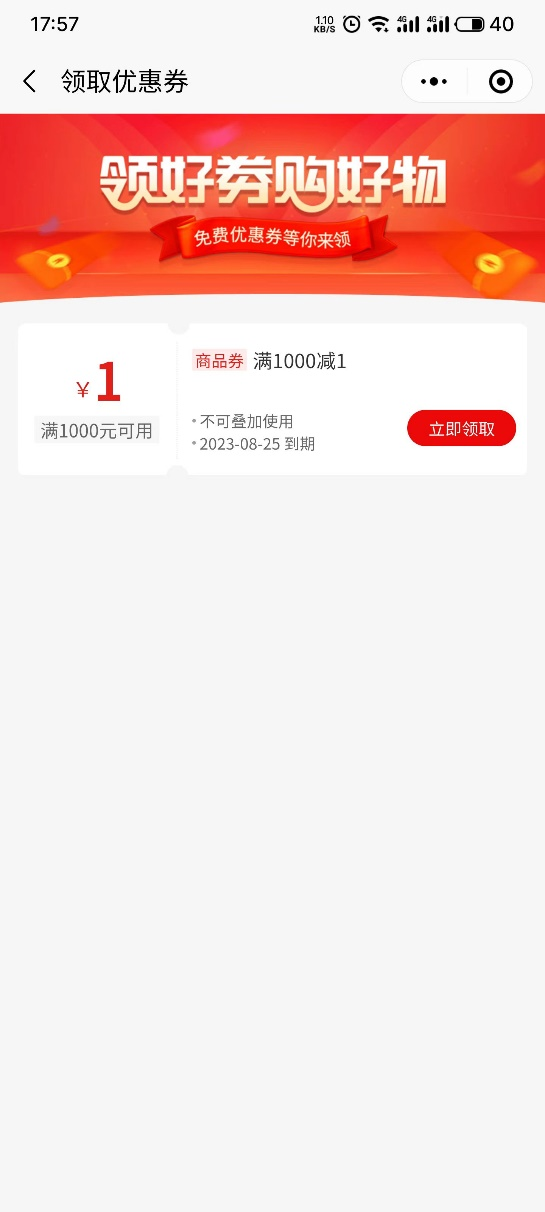 17:57
1.10
KB/S
4G
4G
40
领取优惠券
领好券购好物
免费优惠券等你来领
¥1
满1000元可用
商品券 满1000减1
不可叠加使用
2023-08-25 到期
立即领取